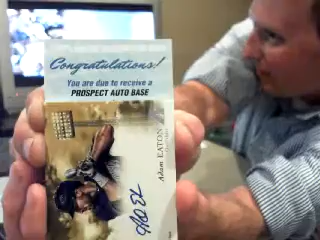 Congratulations!
You are due to receive a
PROSPECT AUTO BASE
Adam EATON